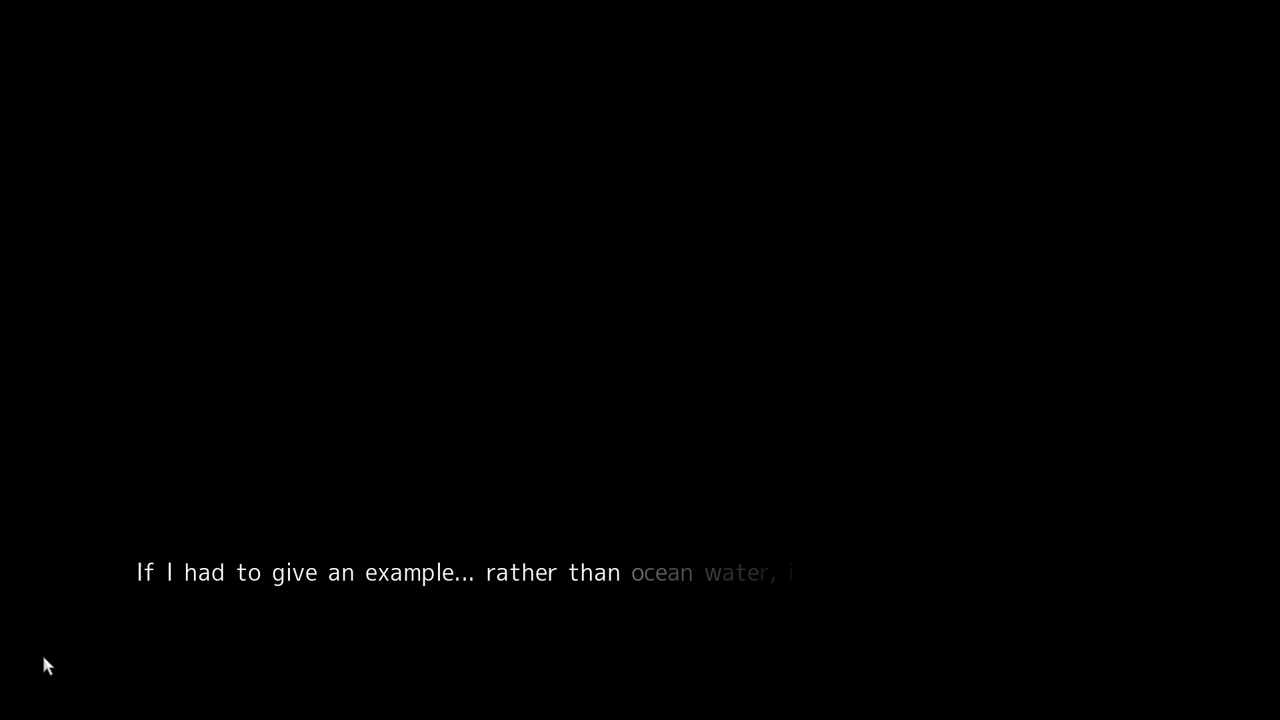 If I had to give an example... rather than ocean water, i